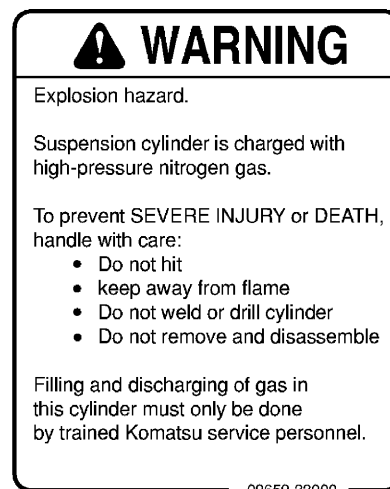 WARNING
Explosion hazard.
Suspension cylinder is charged with
high-pressure nitrogen gas.
To prevent SEVERE INJURY or DEATH,
handle with care:
• Do not hit
• keep away from flame
• Do not weld or drill cylinder
• Do not remove and disassemble
Filling and discharging of gas in
this cylinder must only be done
by trained Komatsu service personnel.